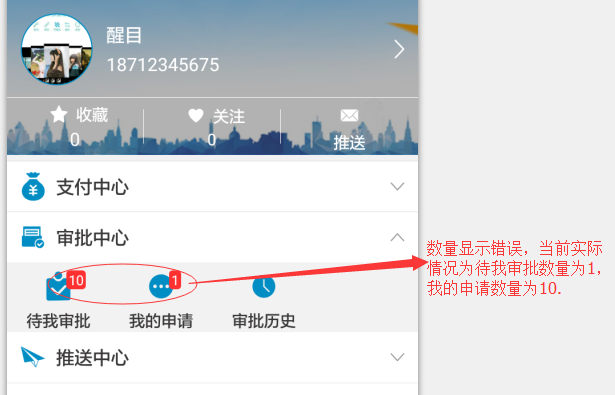 醒目
18712345675
收藏
0
关注
0
推送
支付中心
审批中心
10
待我审批
1
我的申请
审批历史
推送中心
数量显示错误，当前实际
情况为待我审批数量为1，
我的申请数量为10.